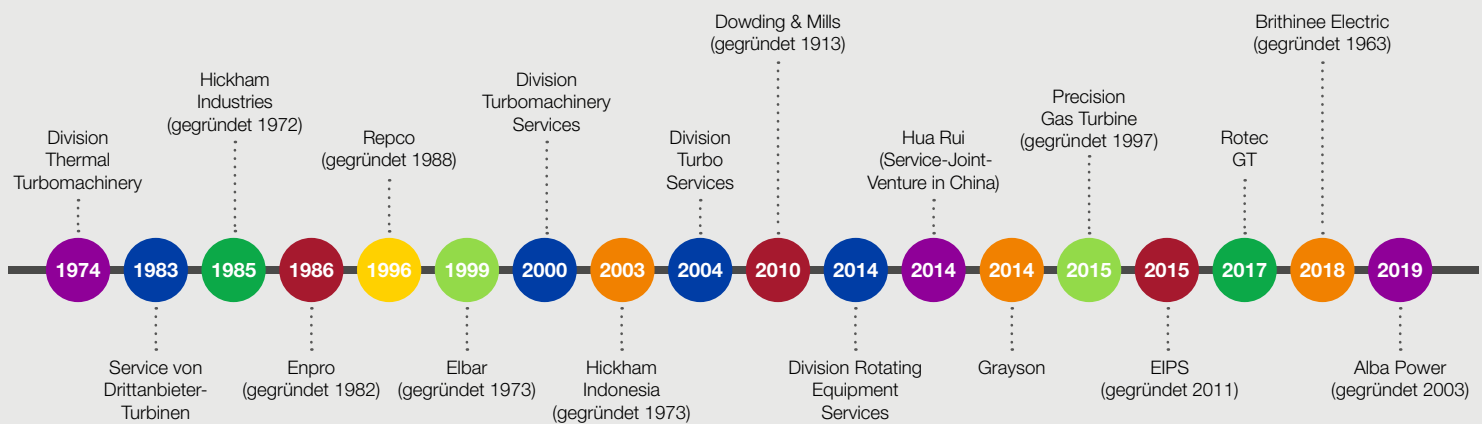 Division
Thermal
Turbomachinery
1974
1983
Service von
Drittanbieter-
Turbinen
Hickham
Industries
(gegründet 1972)
1985
1986
Enpro
(gegründet 1982)
Repco
(gegründet 1988)
1996
1999
Elbar
(gegründet 1973)
Division
Turbomachinery
Services
2000
2003
Hickham
Indonesia
(gegründet 1973)
Division
Turbo
Services
2004
Dowding & Mills
(gegründet 1913)
2010
2014
Division Rotating
Equipment
Services
Hua Rui
(Service-Joint-
Venture in China)
2014
2014
Grayson
Precision
Gas Turbine
(gegründet 1997)
2015
2015
EIPS
(gegründet 2011)
Rotec
GT
2017
Brithinee Electric
(gegründet 1963)
2018
2019
Alba Power
(gegründet 2003)